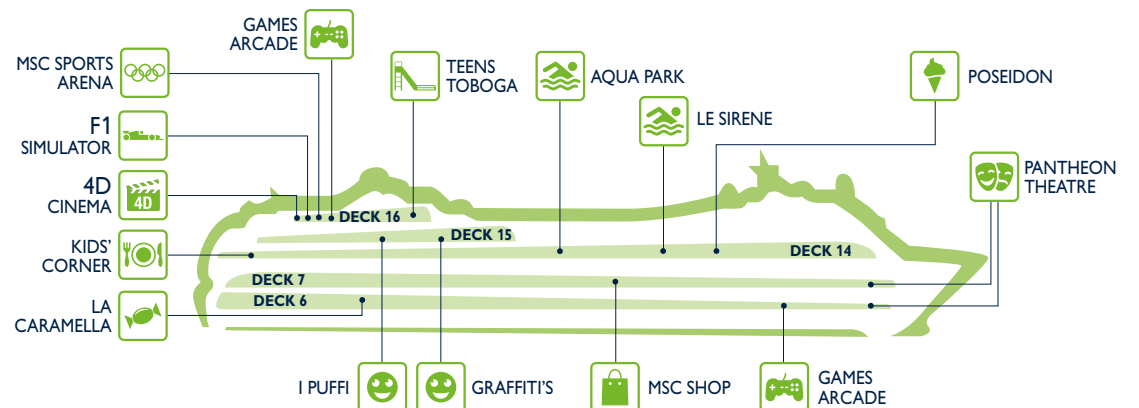 GAMES
ARCADE
MSC SPORTS
ARENA
TEENS
TOBOGA
AQUA PARK
POSEIDON
LE SIRENE
F1
SIMULATOR
PANTHEON
THEATRE
4D
CINEMA
4D
DECK 16
DECK 15
KIDS'
CORNER
DECK 14
DECK 7
DECK 6
LA
CARAMELLA
I PUFFI
GRAFFITI'S
MSC SHOP
GAMES
ARCADE